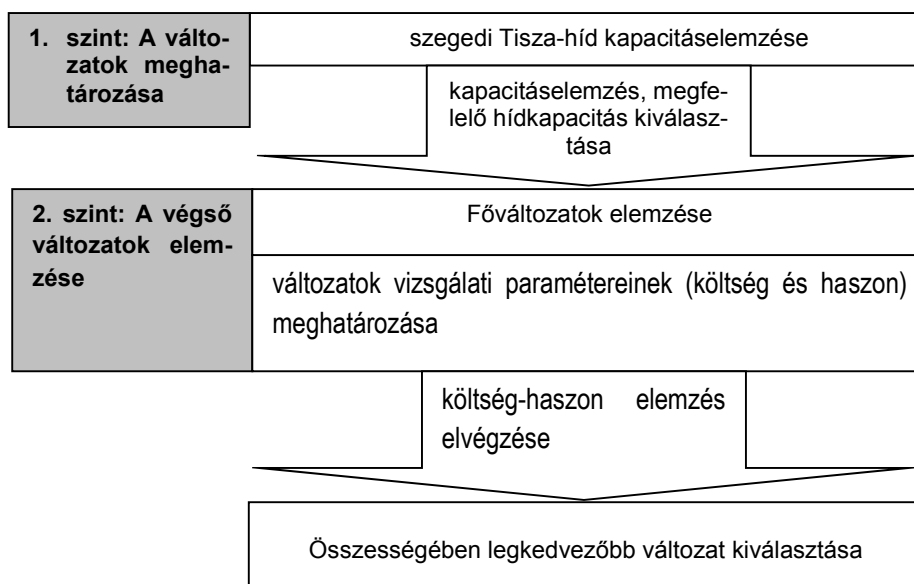 1. szint: A válto-
zatok megha-
tározása
szegedi Tisza-híd kapacitáselemzése
kapacitáselemzés, megfe-
lelő hídkapacitás kiválasz-
tása
2. szint: A végső
változatok elem-
zése
Főváltozatok elemzése
változatok vizsgálati paramétereinek (költség és haszon)
meghatározása
költség-haszon elemzés
elvégzése
Összességében legkedvezőbb változat kiválasztása